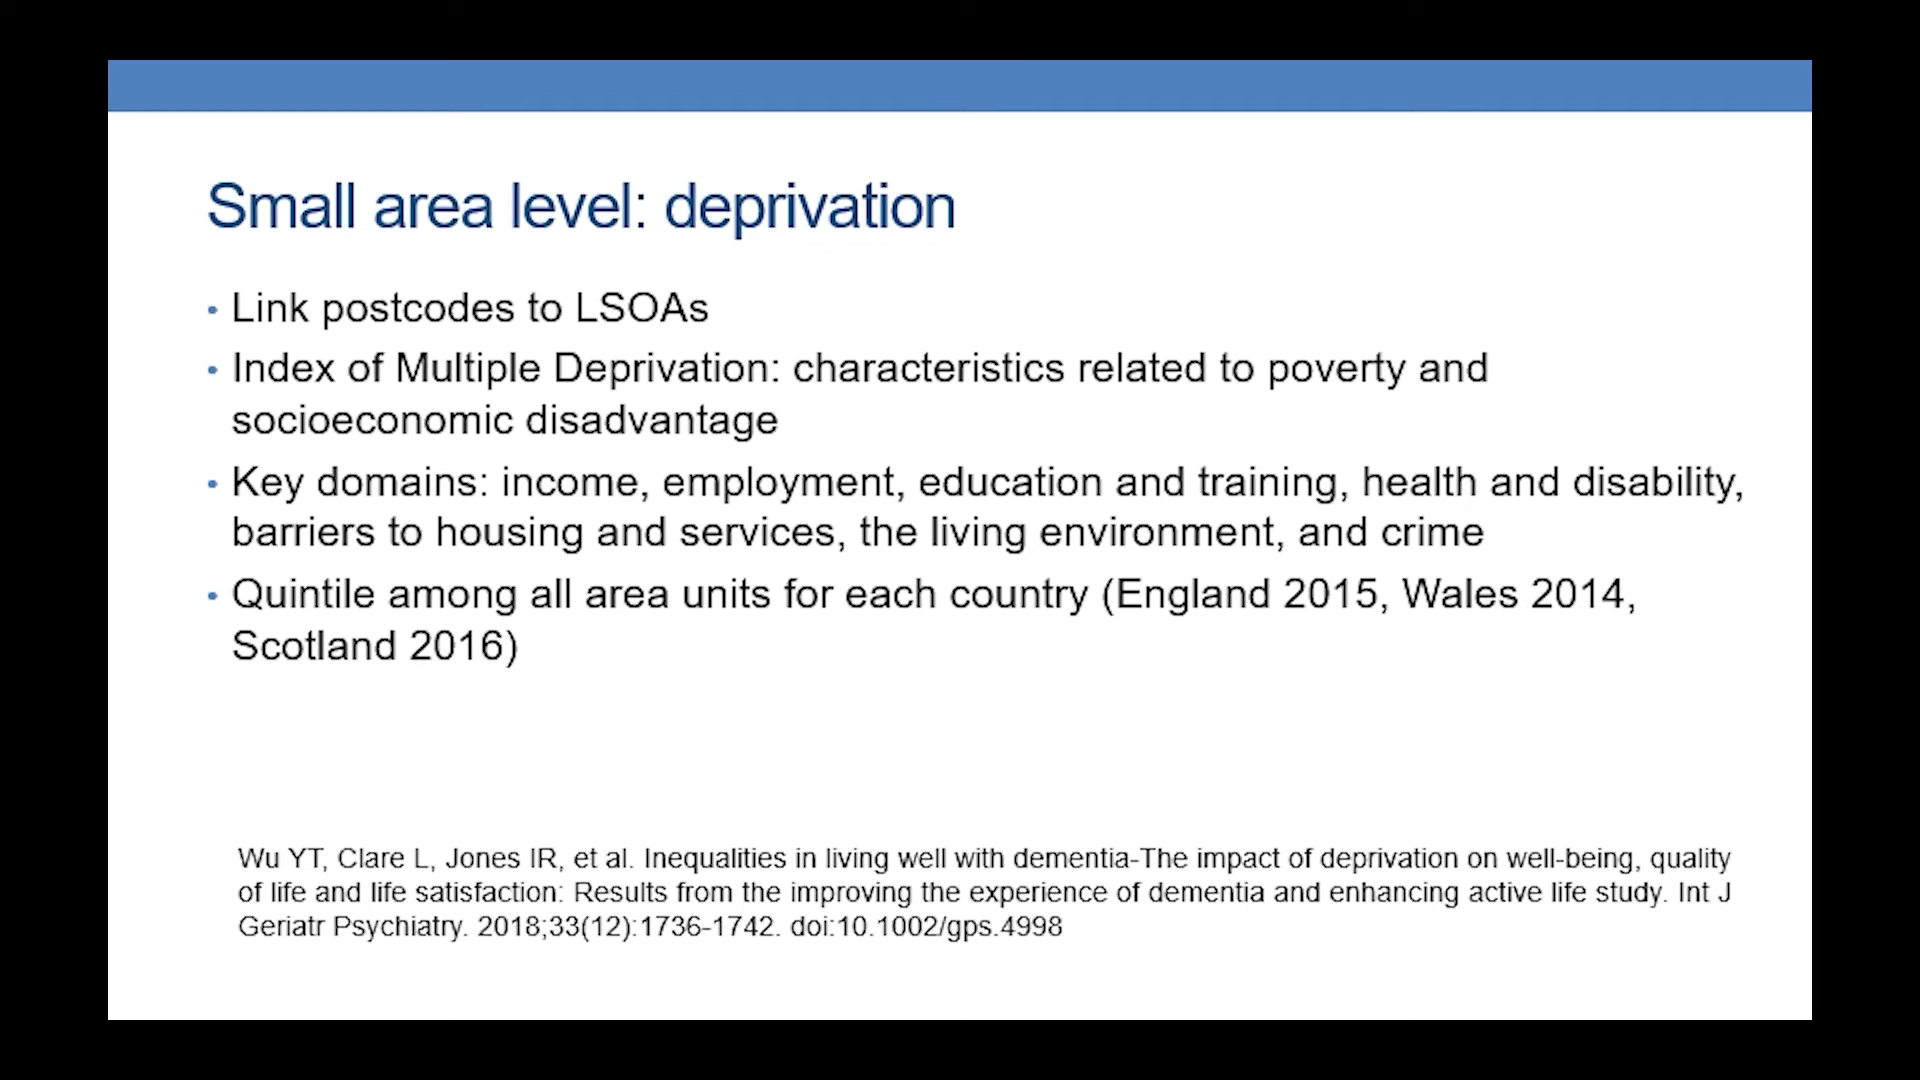 Small area level: deprivation
• Link postcodes to LSOAs
• Index of Multiple Deprivation: characteristics related to poverty and
socioeconomic disadvantage
• Key domains: income, employment, education and training, health and disability,
barriers to housing and services, the living environment, and crime
• Quintile among all area units for each country (England 2015, Wales 2014,
Scotland 2016)
Wu YT, Clare L, Jones IR, et al. Inequalities in living well with dementia-The impact of deprivation on well-being, quality
of life and life satisfaction: Results from the improving the experience of dementia and enhancing active life study. Int J
Geriatr Psychiatry. 2018;33(12):1736-1742. doi:10.1002/gps.4998